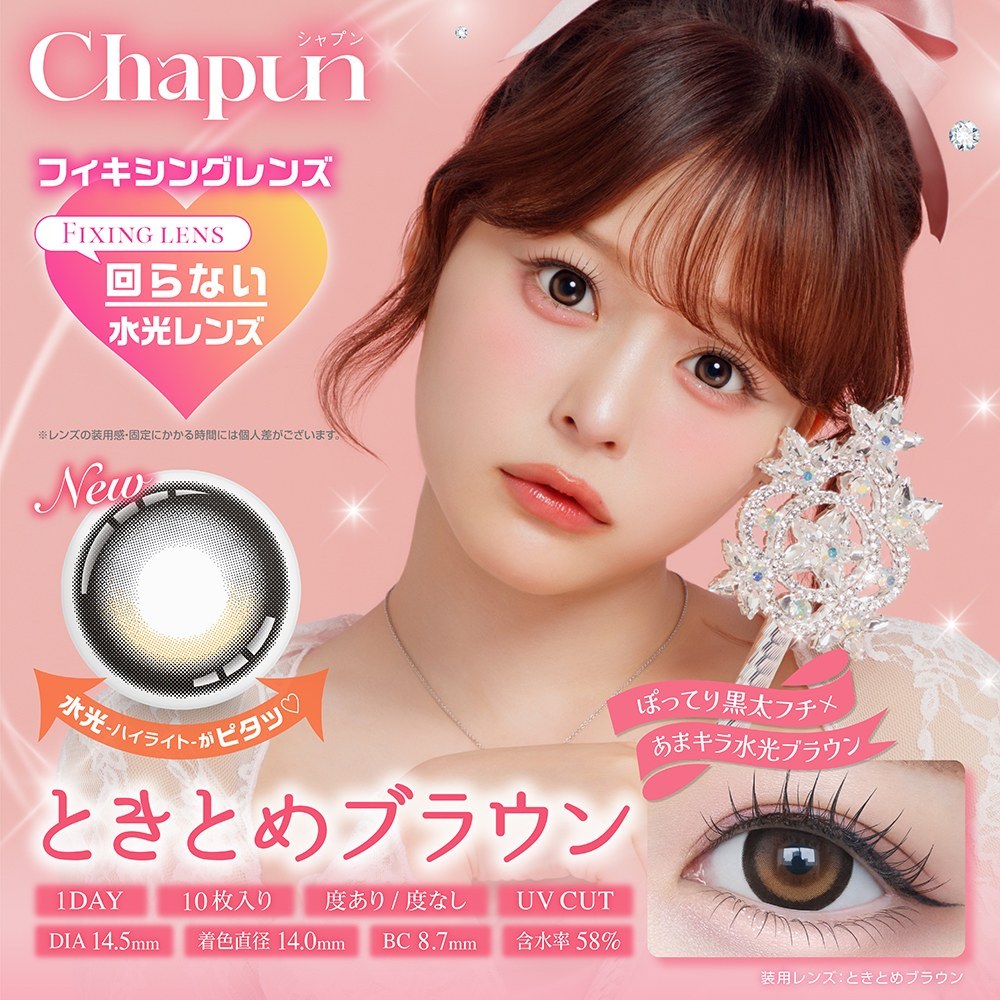 シャプン
Chapun
フィキシングレンズ
FIXING LENS
回らない
水光レンズ
※レンズの装用感・固定にかかる時間には個人差がございます。
New
水光-ハイライト-がピタッ♡
ぽってり黒太フチ×
あまキラ水光ブラウン
ときとめブラウン
1DAY
10枚入り
度あり/度なし
UV CUT
DIA 14.5mm
着色直径 14.0mm
BC 8.7mm
含水率 58%
装用レンズ:ときとめブラウン